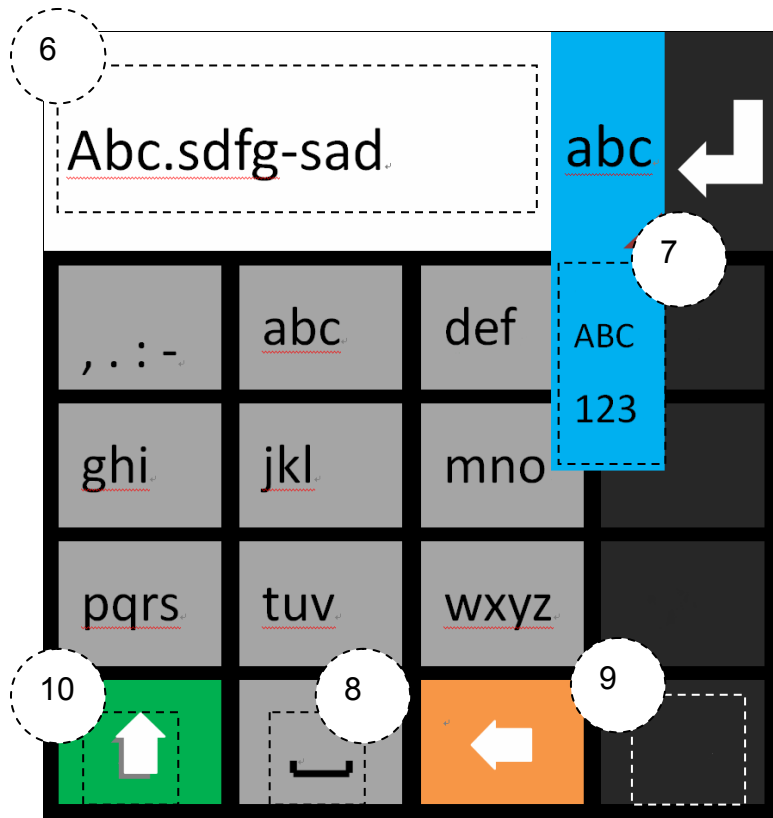 6
Abc.sdfg-sad
abc
7
, . : -
abc
def
ABC
123
ghi
jkl
mno
pqrs
tuv
wxyz
10
8
9